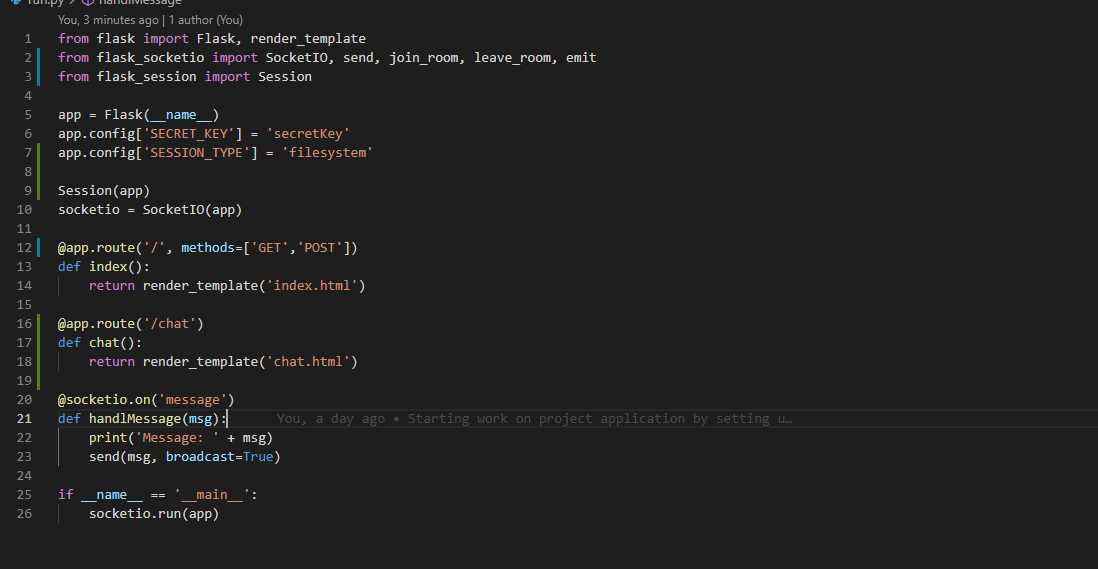 run.py > handlMessage
You, 3 minutes ago | 1 author (You)
1 from flask import Flask, render_template
2 from flask_socketio import SocketIO, send, join_room, leave_room, emit
3 from flask_session import Session
4
5 app = Flask(__name__)
6 app.config['SECRET_KEY'] = 'secretKey'
7 app.config['SESSION_TYPE'] = 'filesystem'
8
9 Session(app)
10 socketio = SocketIO(app)
11
12 @app.route('/', methods=['GET','POST'])
13 def index():
14     return render_template('index.html')
15
16 @app.route('/chat')
17 def chat():
18     return render_template('chat.html')
19
20 @socketio.on('message')
21 def handlMessage(msg): You, a day ago • Starting work on project application by setting u…
22     print('Message: ' + msg)
23     send(msg, broadcast=True)
24
25 if __name__ == '__main__':
26     socketio.run(app)